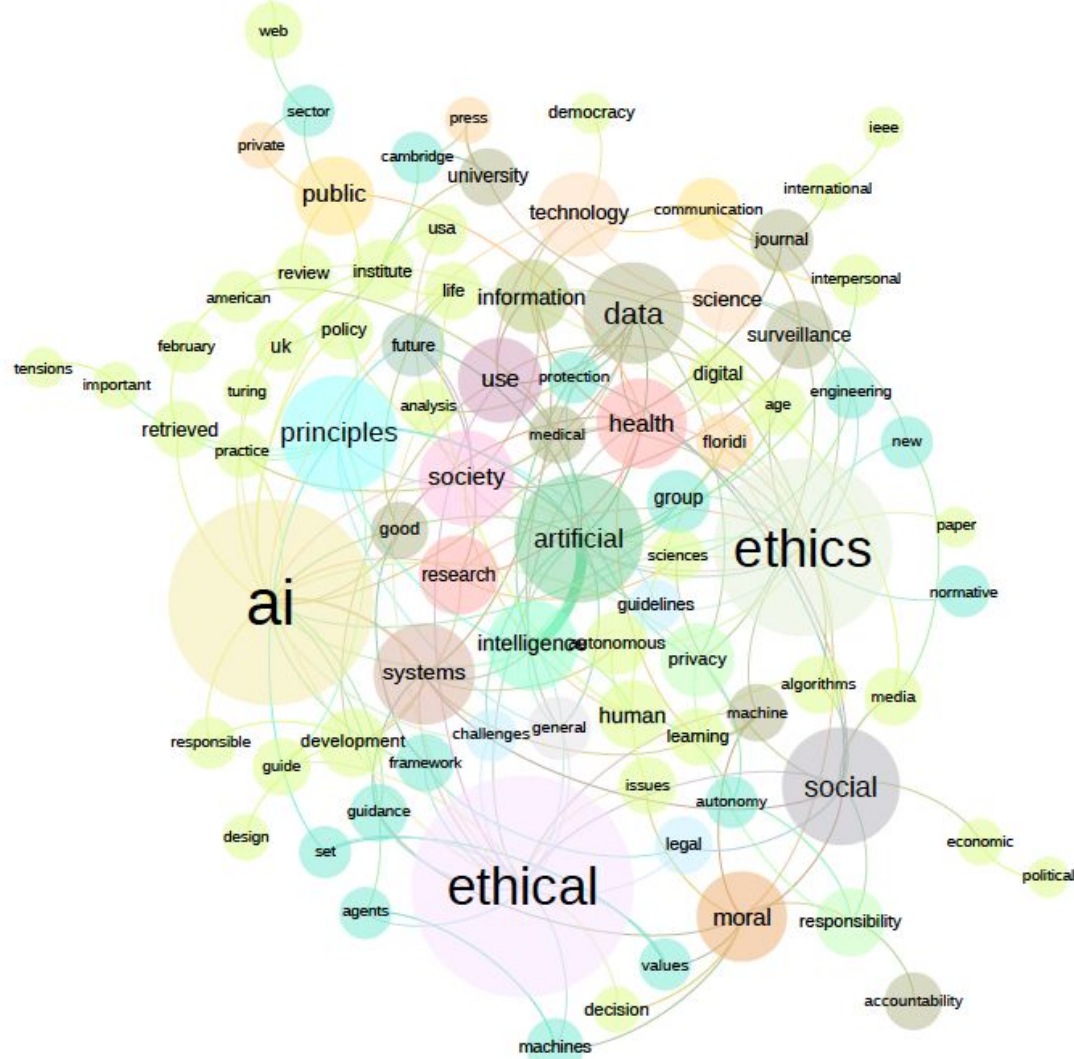 web
sector
press
democracy
ieee
private
cambridge
university
public
technology
communication
international
usa
journal
review
institute
interpersonal
american
life
information
data
science
policy
surveillance
february
uk
future
tensions
important
turing
use
protection
digital
engineering
analysis
age
retrieved
principles
medical
health
floridi
new
practice
society
group
good
artificial
paper
ethics
sciences
research
normative
ai
guidelines
intelligence
autonomous
privacy
systems
algorithms
media
human
machine
responsible
development
challenges
general
learning
guide
framework
issues
social
autonomy
guidance
design
set
legal
economic
political
ethical
agents
moral
responsibility
values
accountability
decision
machines